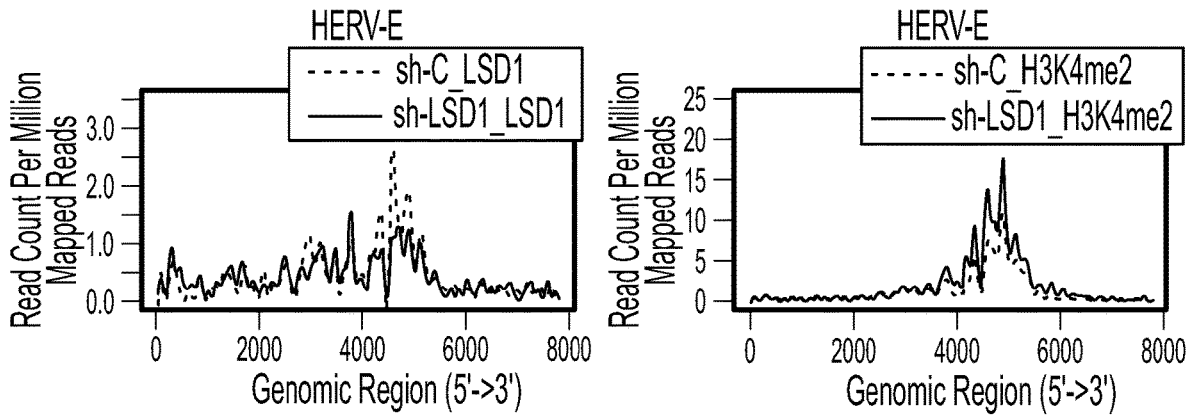 HERV-E
sh-C_LSD1
sh-LSD1_LSD1
Read Count Per Million
Mapped Reads
3.0
2.0
1.0
0.0
0 2000 4000 6000 8000
Genomic Region (5'->3')
HERV-E
sh-C_H3K4me2
sh-LSD1_H3K4me2
Read Count Per Million
Mapped Reads
25
20
15
10
5
0
0 2000 4000 6000 8000
Genomic Region (5'->3')